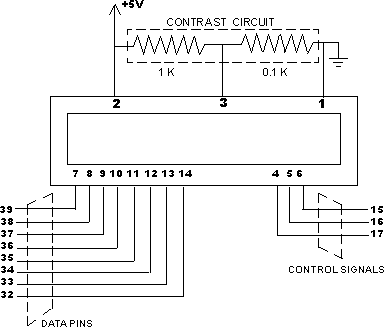 +5V
CONTRAST CIRCUIT
1 K 0.1 K
2 3 1
7 8 9 10 11 12 13 14 4 5 6
39 15
38 16
37 17
36
35
34
33
32
CONTROL SIGNALS
DATA PINS